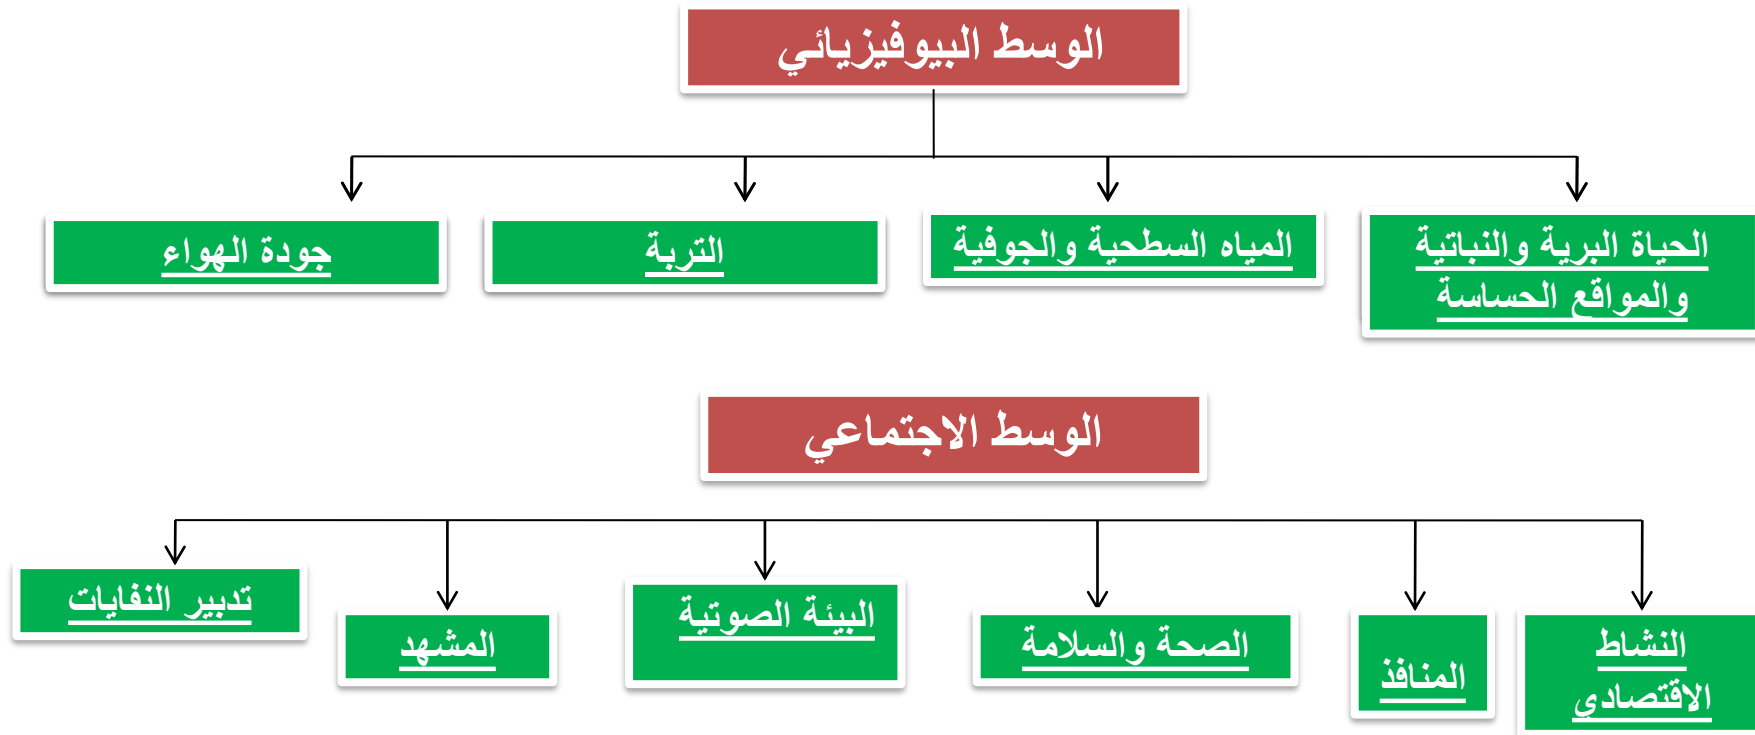 الوسط البيوفيزيائي
الحياة البرية والنباتية
والمواقع الحساسة
المياه السطحية والجوفية
التربة
جودة الهواء
الوسط الاجتماعي
النشاط
الاقتصادي
المنافذ
الصحة والسلامة
البيئة الصوتية
المشهد
تدبير النفايات